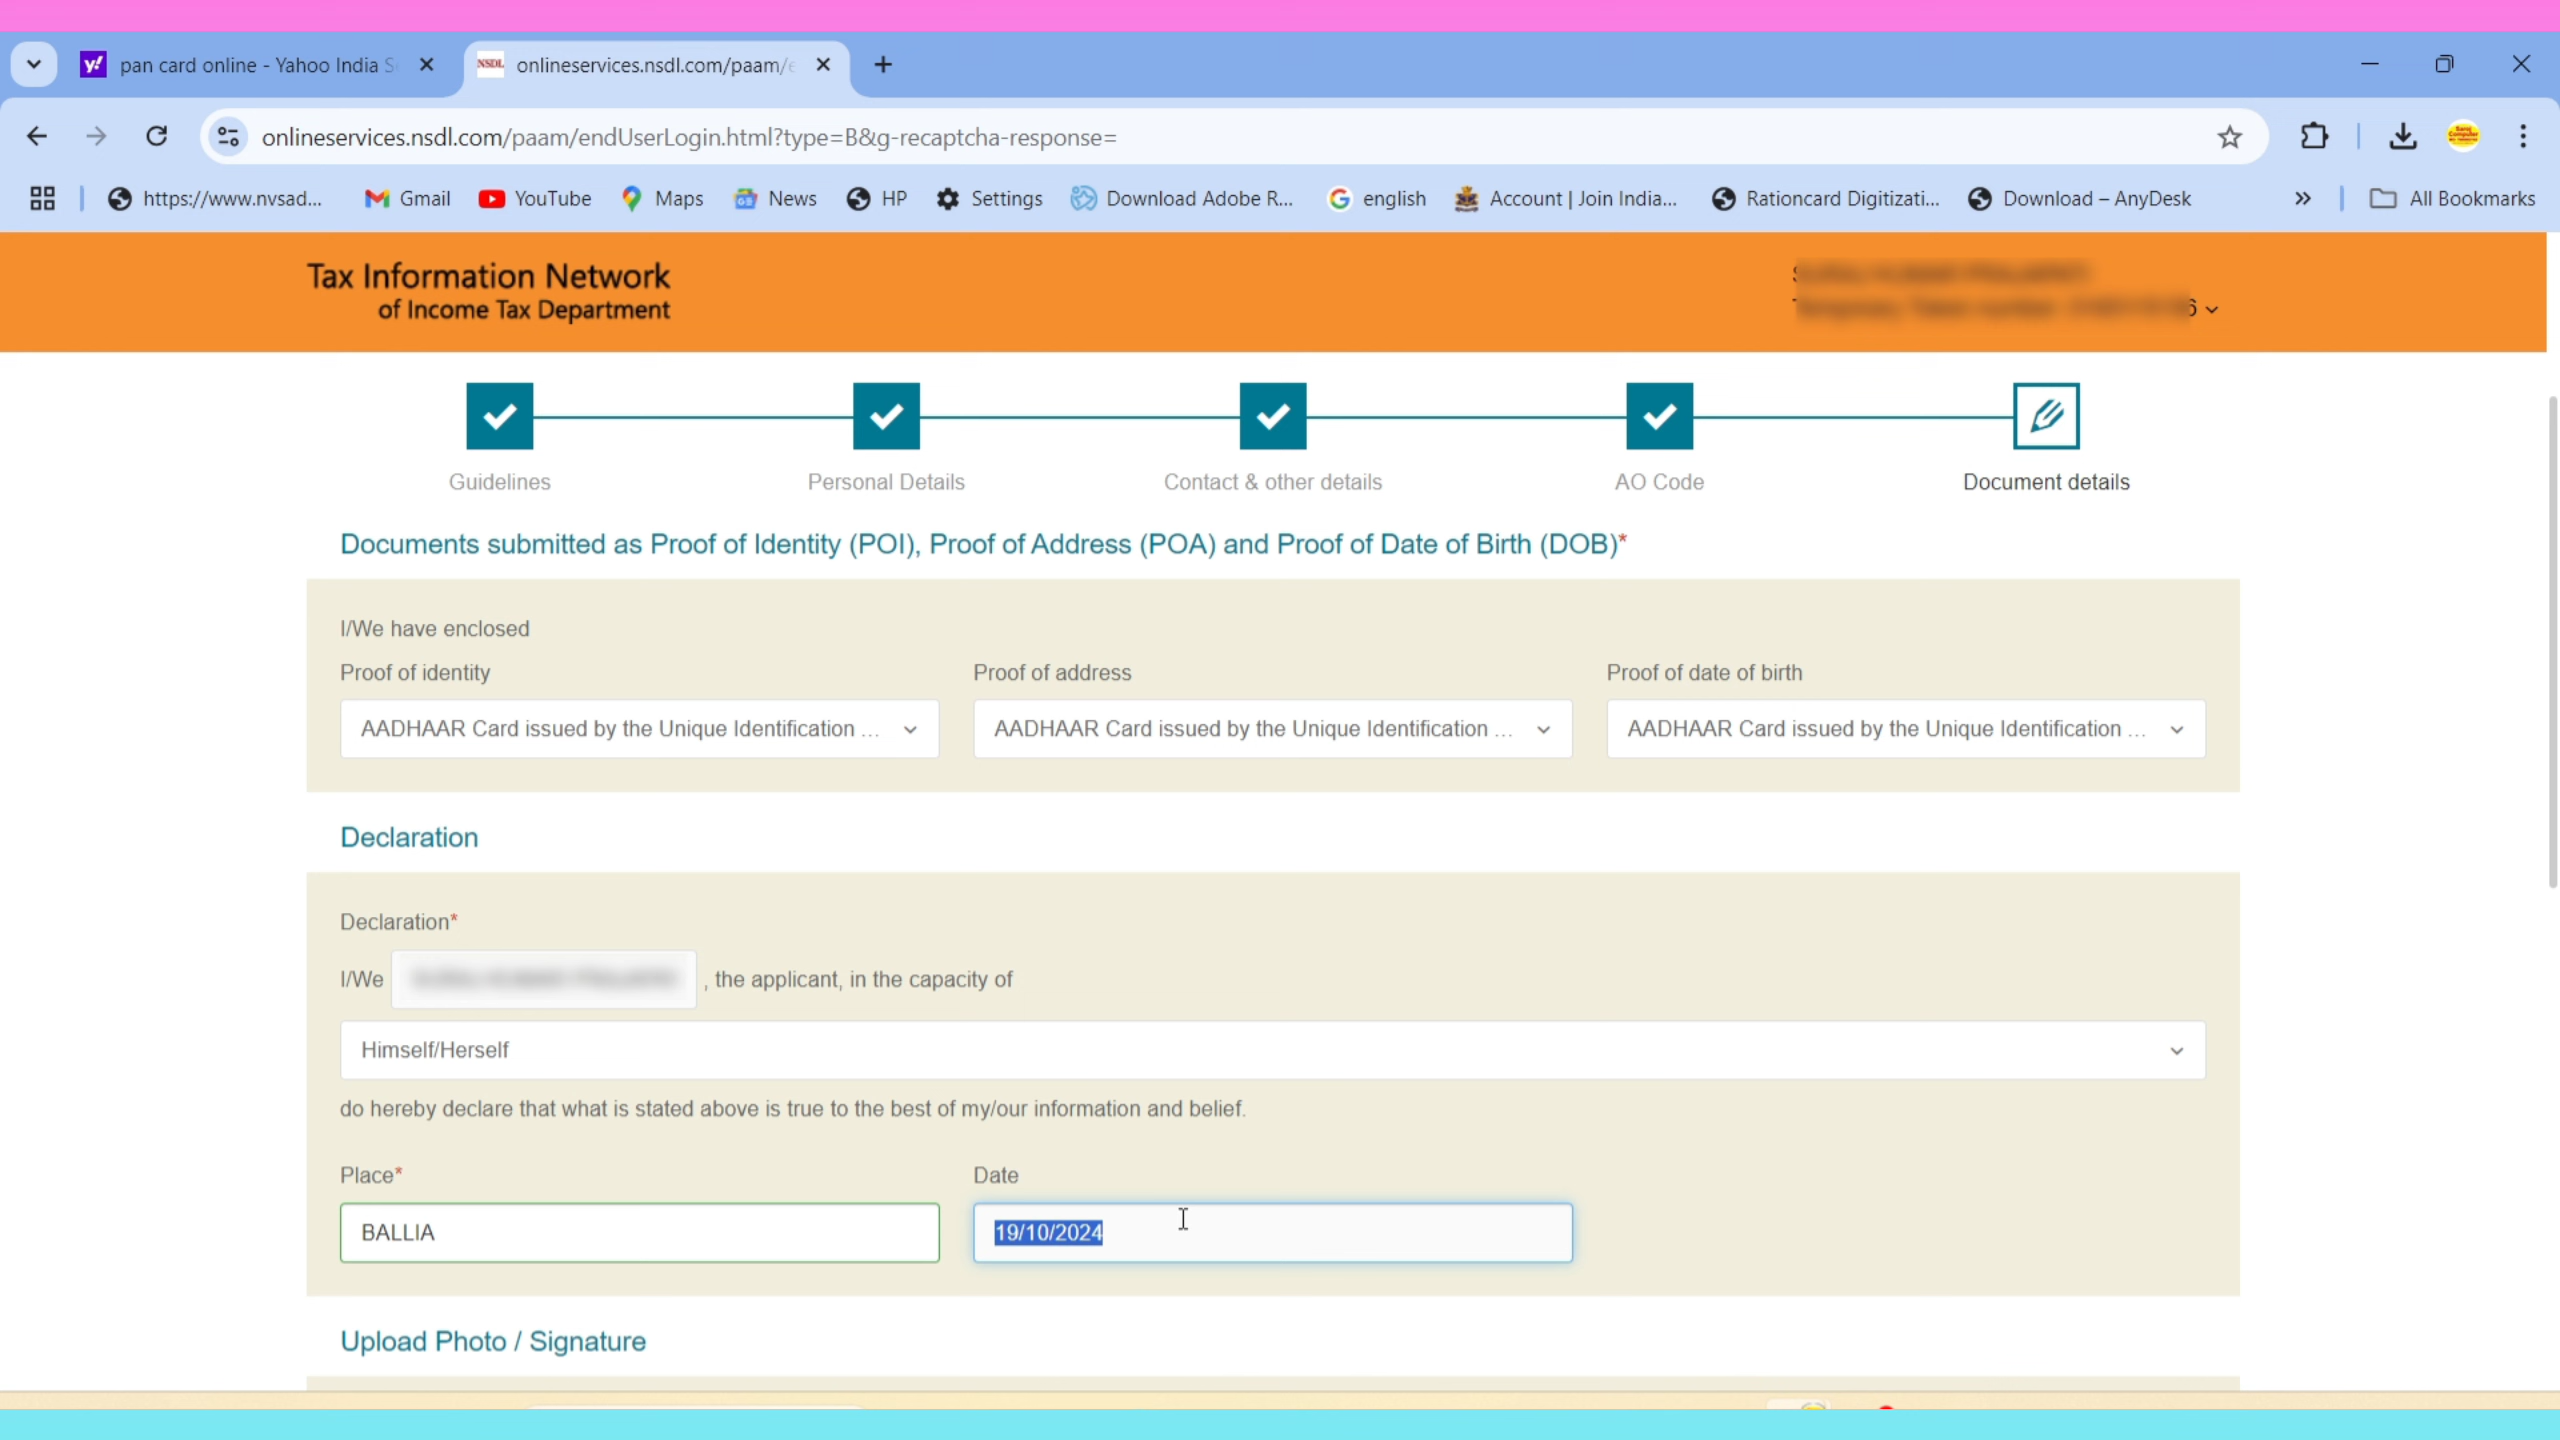 pan card online - Yahoo India S
NSDL onlineservices.nsdl.com/paam/e
onlineservices.nsdl.com/paam/endUserLogin.html?type=B&g-recaptcha-response=
https://www.nvsad... Gmail YouTube Maps News HP Settings Download Adobe R... english Account | Join India... Rationcard Digitizati... Download – AnyDesk » All Bookmarks
Tax Information Network
of Income Tax Department
6
Guidelines Personal Details Contact & other details AO Code Document details
Documents submitted as Proof of Identity (POI), Proof of Address (POA) and Proof of Date of Birth (DOB)*
I/We have enclosed
Proof of identity Proof of address Proof of date of birth
AADHAAR Card issued by the Unique Identification ... AADHAAR Card issued by the Unique Identification ... AADHAAR Card issued by the Unique Identification ...
Declaration
Declaration*
I/We , the applicant, in the capacity of
Himself/Herself
do hereby declare that what is stated above is true to the best of my/our information and belief.
Place* Date
BALLIA 19/10/2024
Upload Photo / Signature